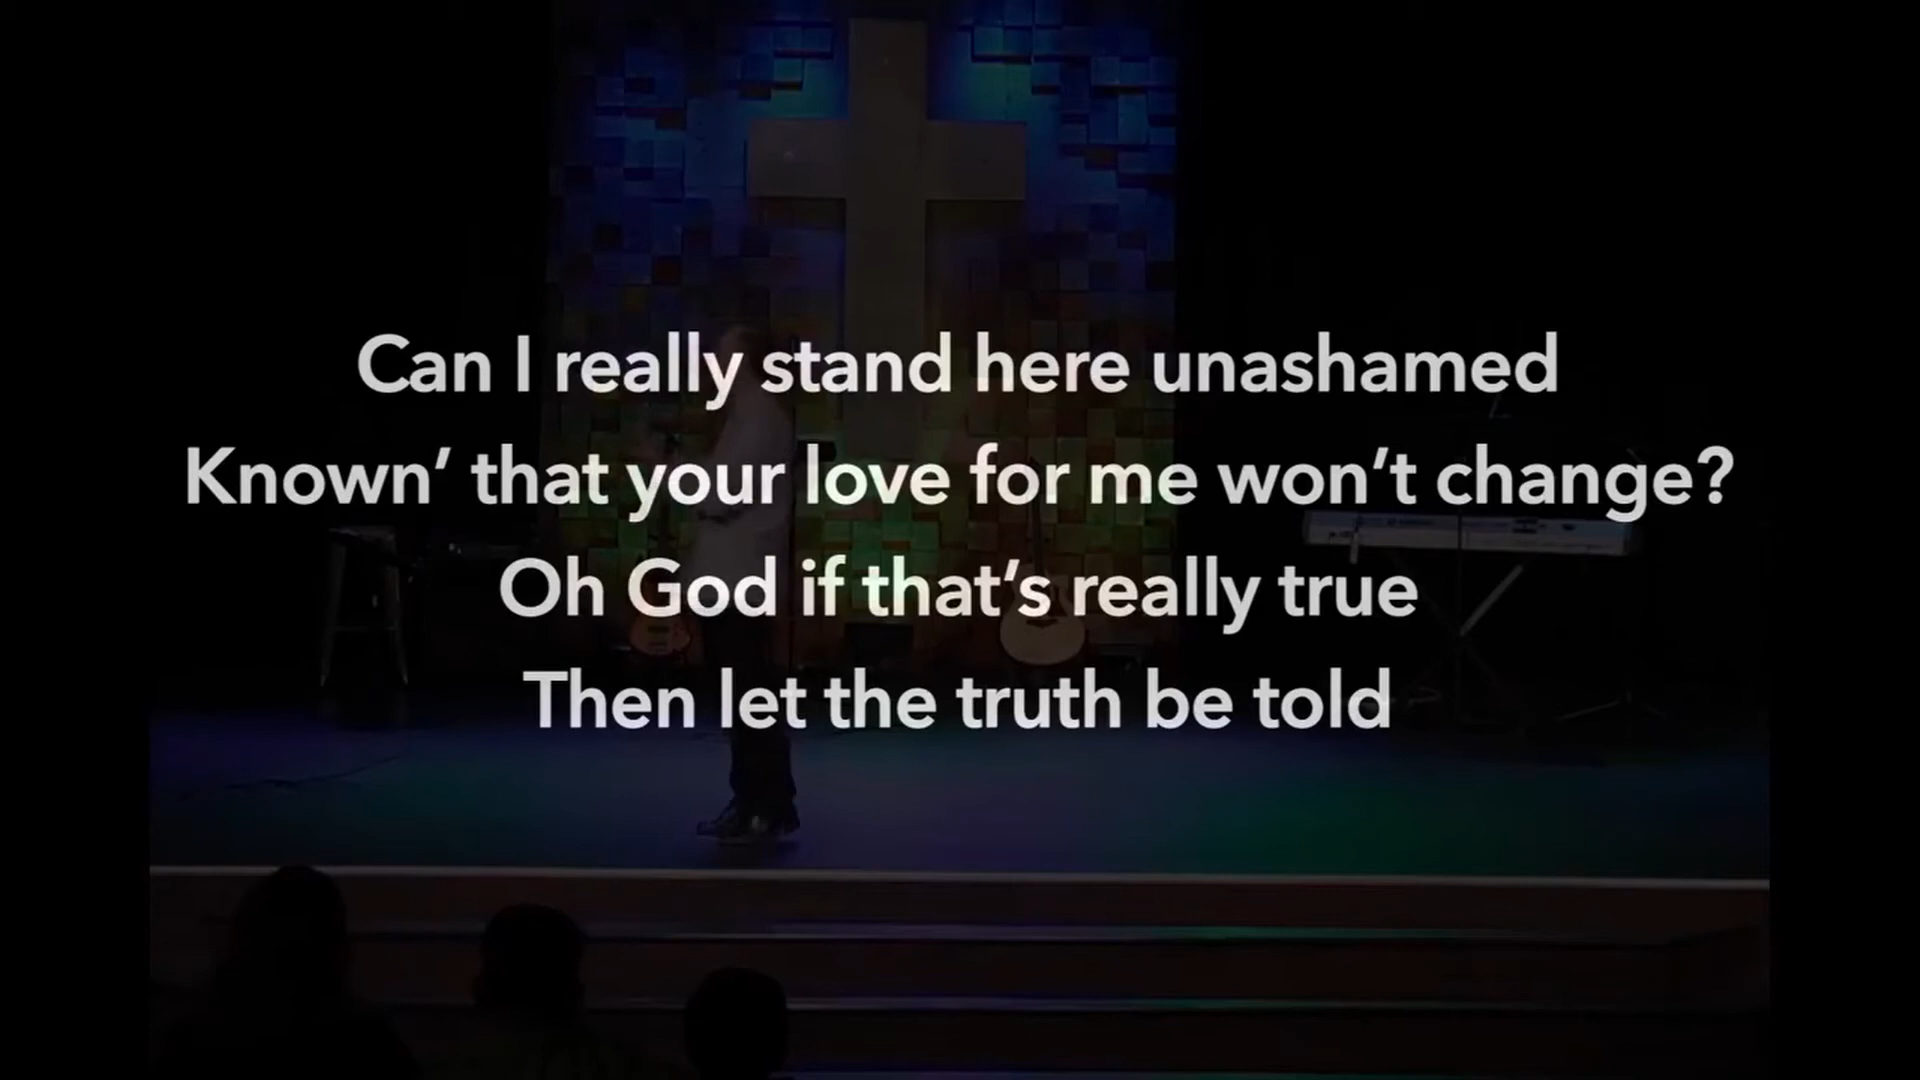 Can I really stand here unashamed
Known’ that your love for me won’t change?
Oh God if that’s really true
Then let the truth be told